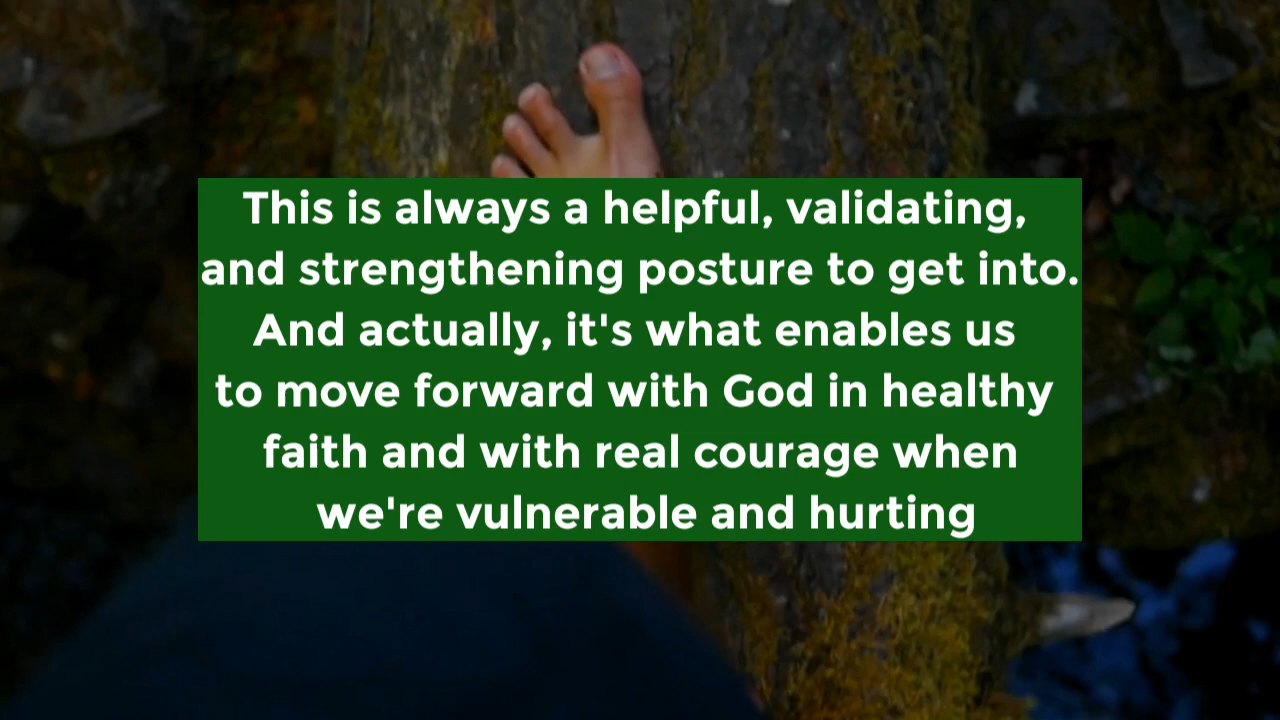 This is always a helpful, validating,
and strengthening posture to get into.
And actually, it's what enables us
to move forward with God in healthy
faith and with real courage when
we're vulnerable and hurting